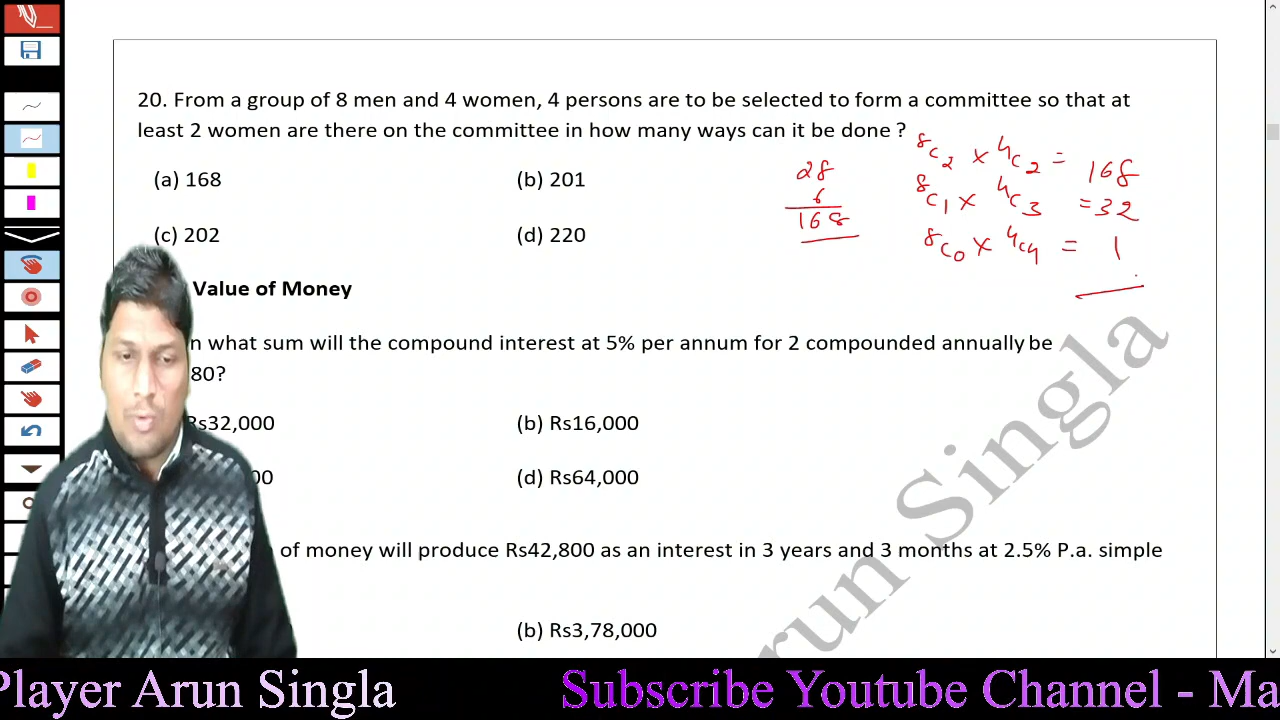 20. From a group of 8 men and 4 women, 4 persons are to be selected to form a committee so that at
least 2 women are there on the committee in how many ways can it be done ?
(a) 168 (b) 201
(c) 202 (d) 220
28
6
168
8C2 × 4C2 = 168
8C1 × 4C3 = 32
8C0 × 4C4 = 1
Value of Money
what sum will the compound interest at 5% per annum for 2 compounded annually be
80?
Rs32,000 (b) Rs16,000
00 (d) Rs64,000
of money will produce Rs42,800 as an interest in 3 years and 3 months at 2.5% P.a. simple
(b) Rs3,78,000
run Singla
Player Arun Singla Subscribe Youtube Channel - Ma